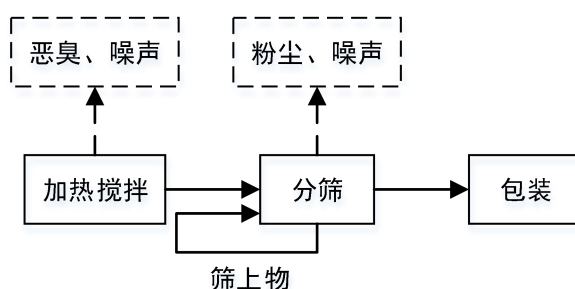 恶臭、噪声
粉尘、噪声
加热搅拌
分筛
包装
筛上物